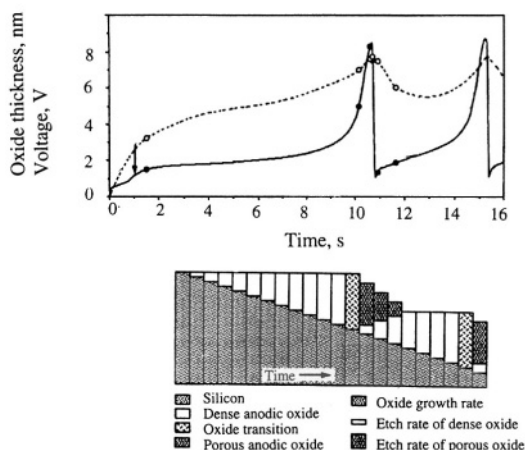 Oxide thickness, nm
Voltage, V
8
6
4
2
0
0 2 4 6 8 10 12 14 16
Time, s
Time
Silicon
Dense anodic oxide
Oxide transition
Porous anodic oxide
Oxide growth rate
Etch rate of dense oxide
Etch rate of porous oxide